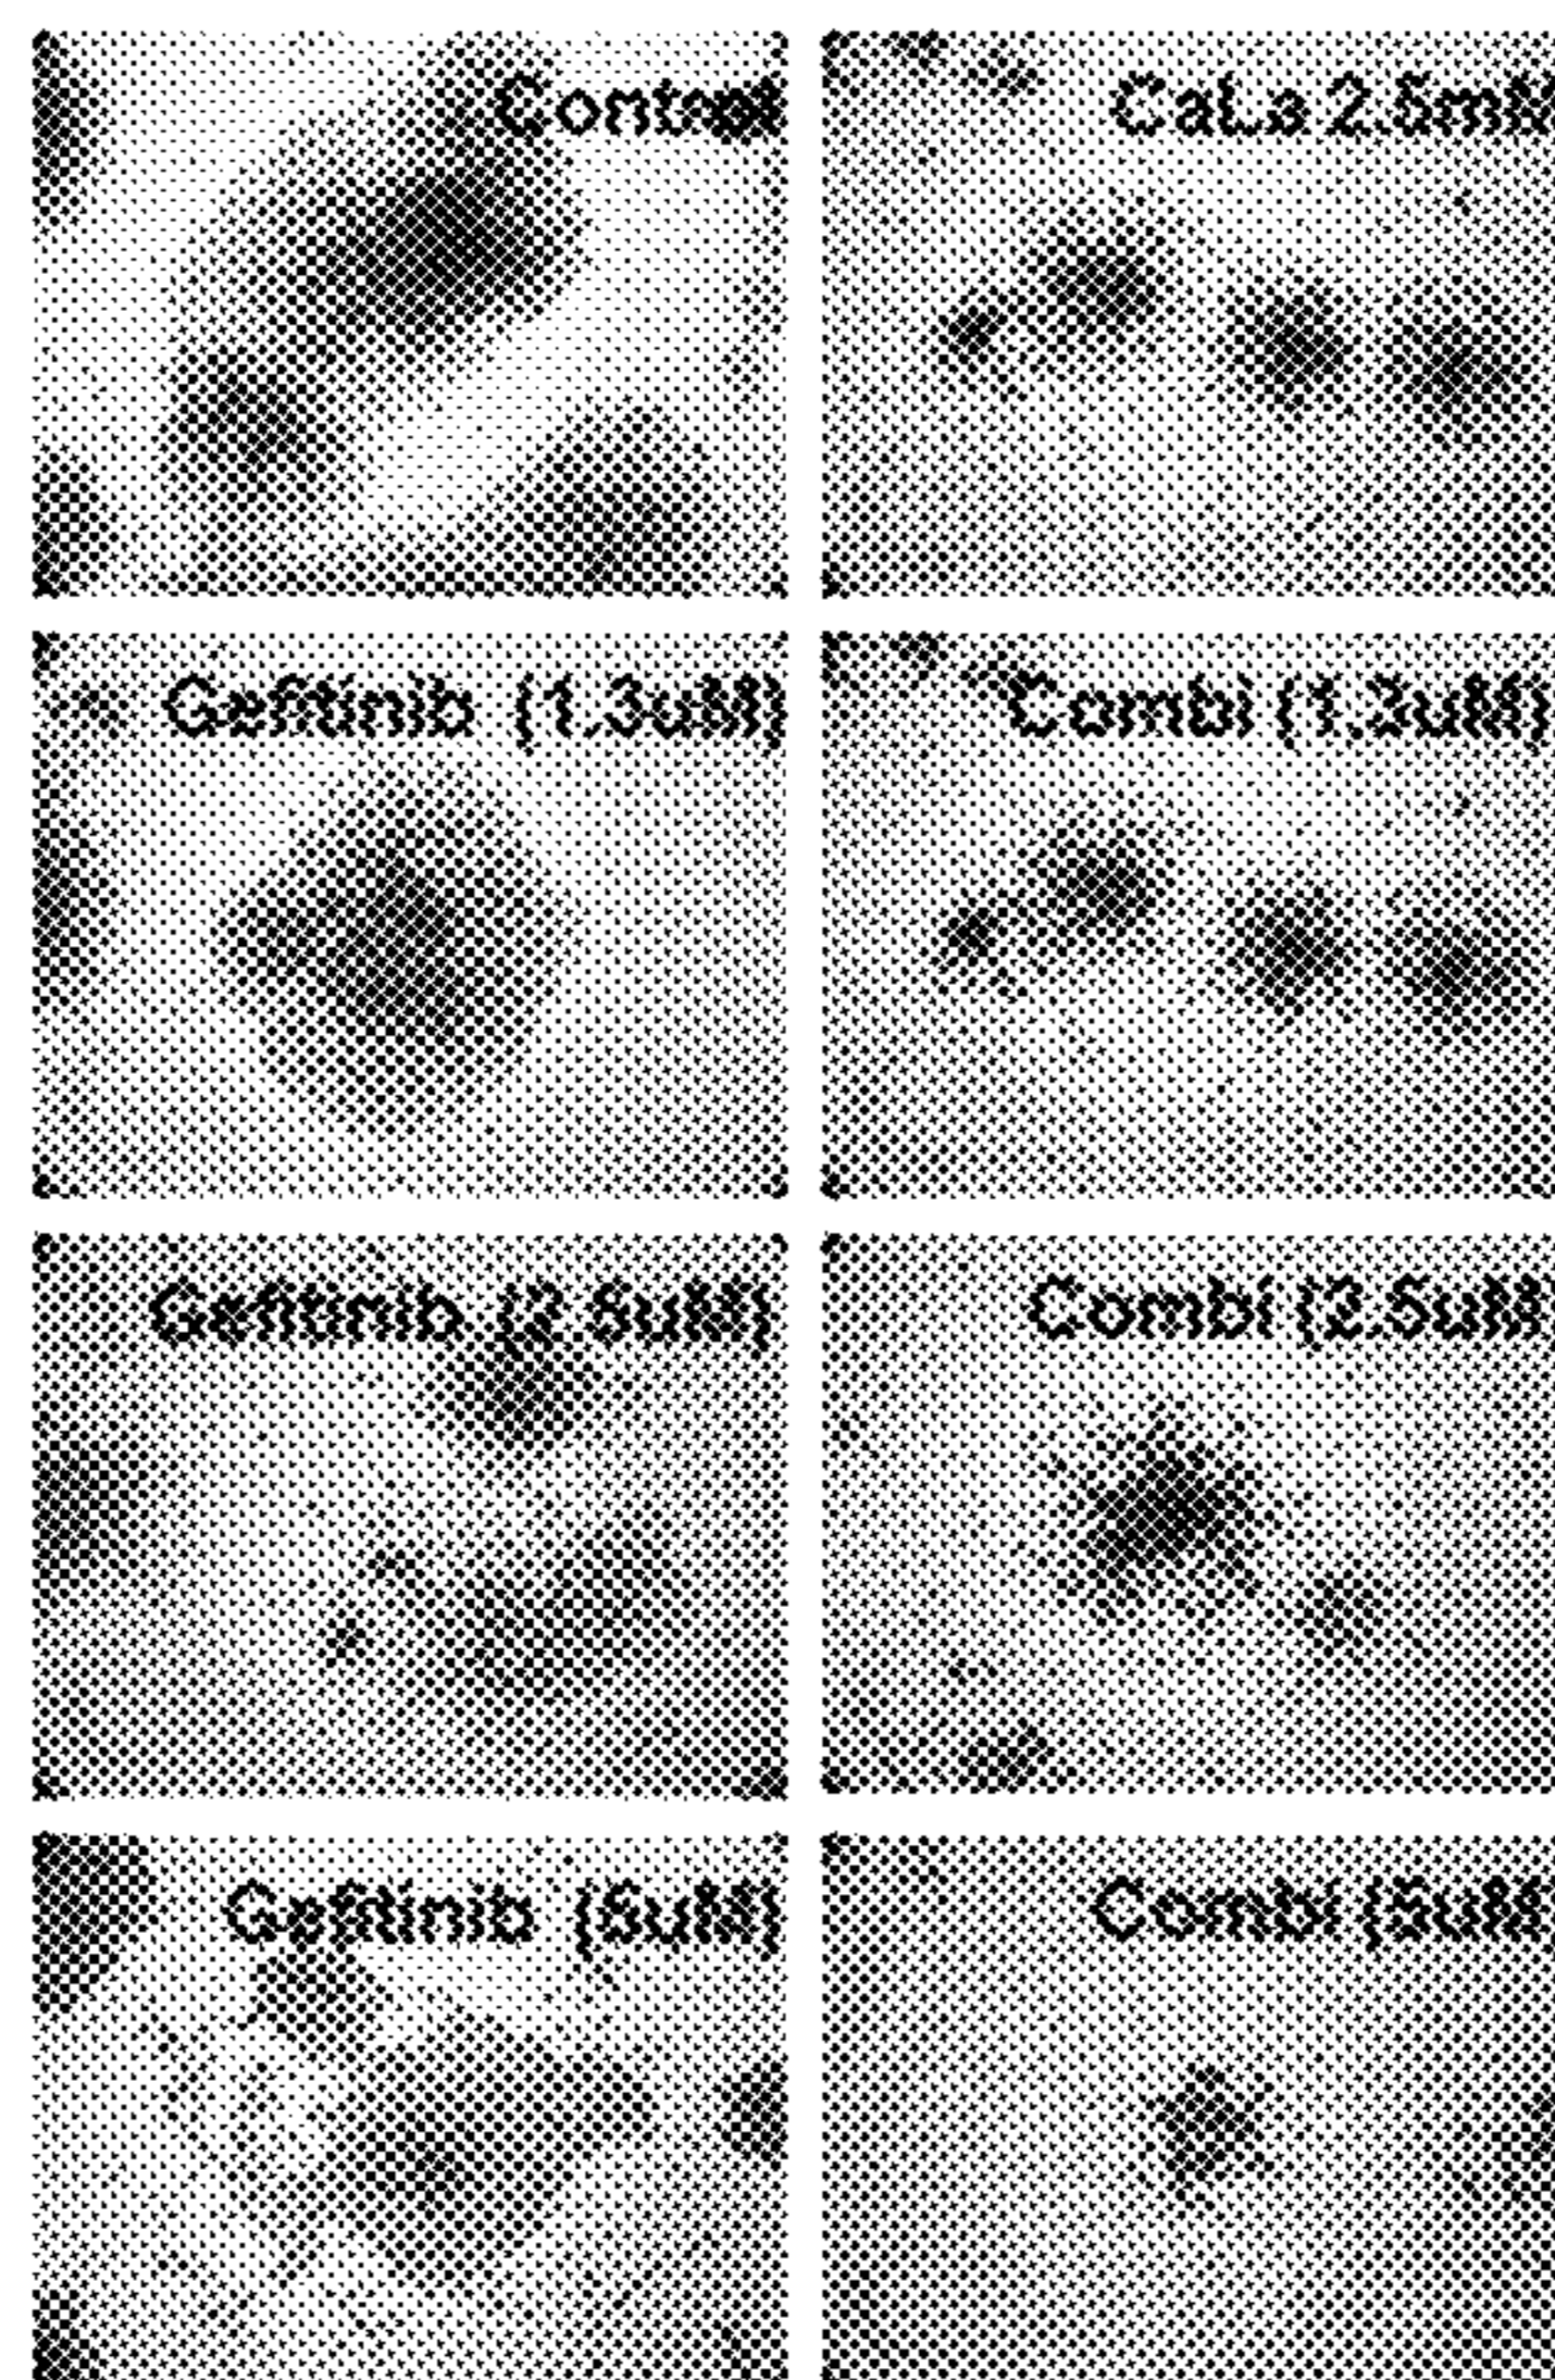 Control
CaLa 2.5mM
Gefitinib (1.3uM)
Combi (1.3uM)
Gefitinib (2.5uM)
Combi (2.5uM
Gefitinib (5uM)
Combi (5uM